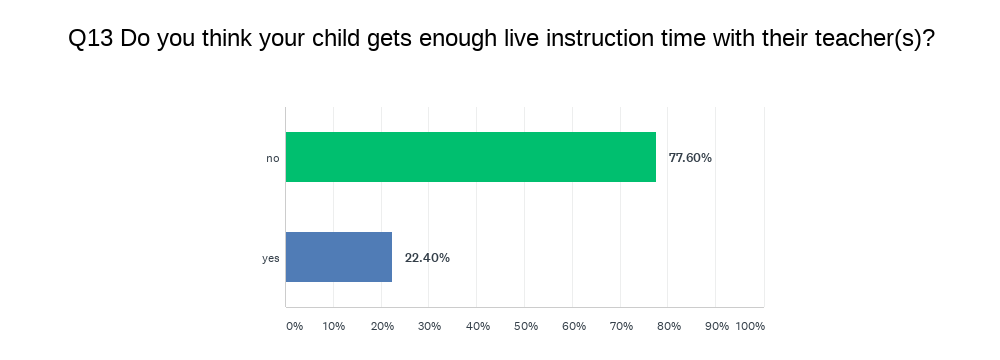 Q13 Do you think your child gets enough live instruction time with their teacher(s)?
no
77.60%
yes
22.40%
0% 10% 20% 30% 40% 50% 60% 70% 80% 90% 100%